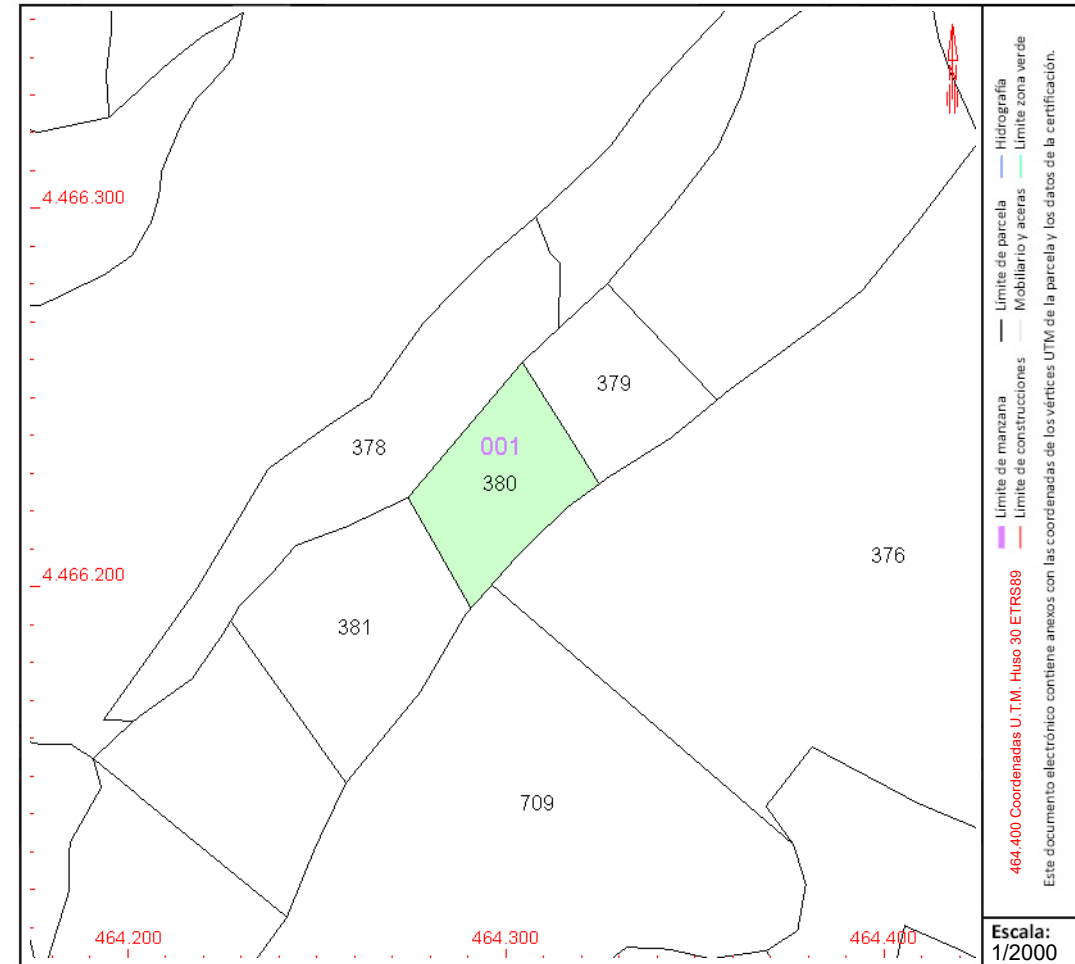 4.466.300
379
001
378
380
376
4.466.200
381
709
464.200
464.300
464.400
Límite de manzana
Límite de parcela
Hidrografía
Límite de construcciones
Mobiliario y aceras
Límite zona verde
464.400 Coordenadas U.T.M. Huso 30 ETRS89
Este documento electrónico contiene anexos con las coordenadas de los vértices UTM de la parcela y los datos de la certificación.
Escala:
1/2000